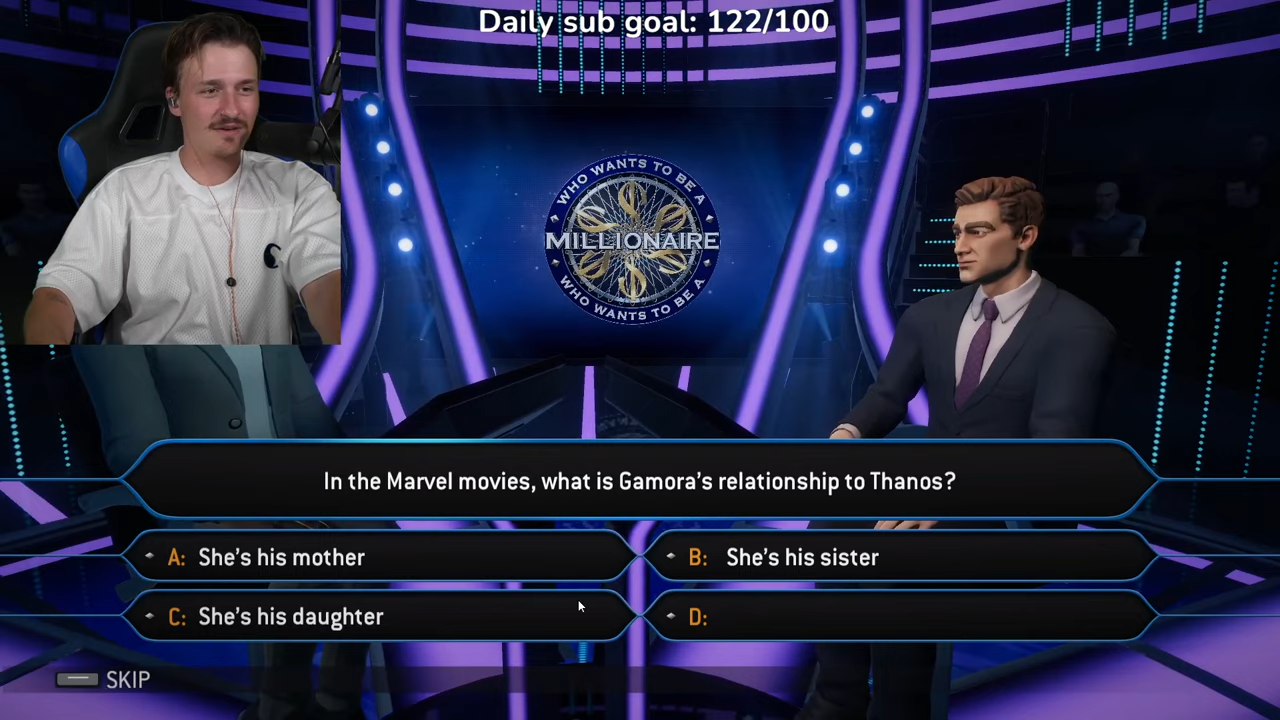 Daily sub goal: 122/100
WHO WANTS TO BE A
MILLIONAIRE
WHO WANTS TO BE A
In the Marvel movies, what is Gamora's relationship to Thanos?
A: She's his mother
B: She's his sister
C: She's his daughter
D:
SKIP